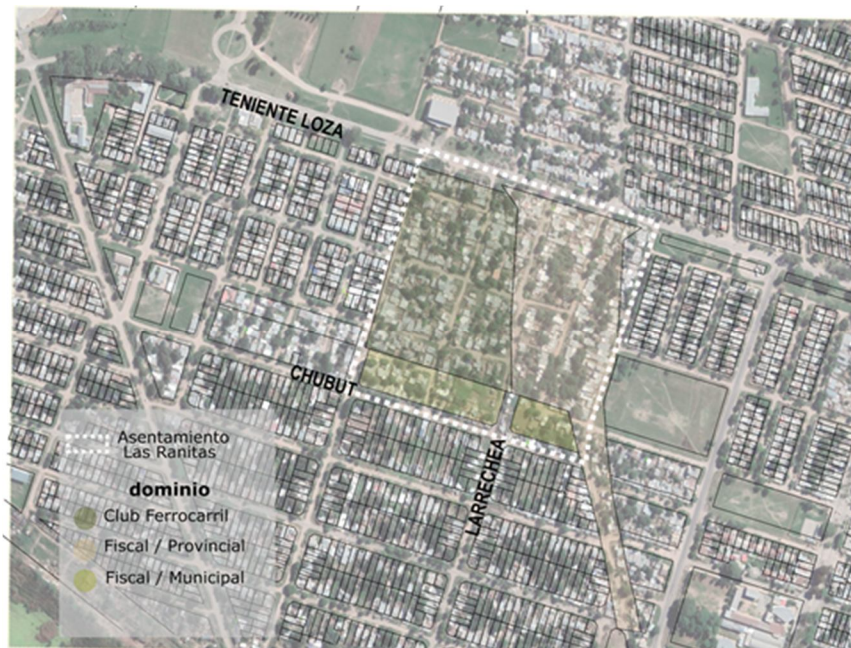 TENIENTE LOZA
CHUBUT
LARRECHEA
Asentamiento
Las Ranitas
dominio
Club Ferrocarril
Fiscal / Provincial
Fiscal / Municipal